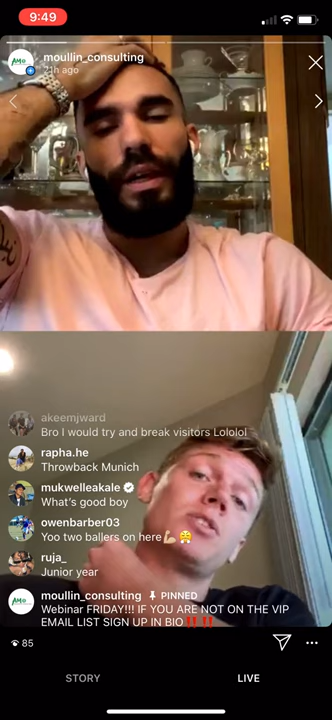 9:49
moullin_consulting
21h ago
akeemjward
Bro I would try and break visitors Lololol
rapha.he
Throwback Munich
mukwelleakale
What's good boy
owenbarber03
Yoo two ballers on here💪🏼😤
ruja_
Junior year
moullin_consulting PINNED
Webinar FRIDAY!!! IF YOU ARE NOT ON THE VIP
EMAIL LIST SIGN UP IN BIO‼️‼️
85
STORY LIVE